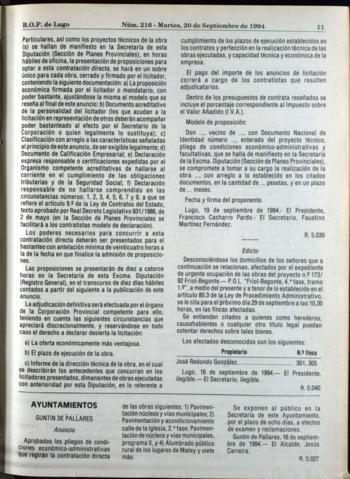 B.O.P. de Lugo
Núm. 216 - Martes, 20 de Septiembre de 1994
11
Particulares, así como los proyectos técnicos de la obra
(s) se hallan de manifiesto en la Secretaría de esta
Diputación (Sección de Planes Provinciales), en horas
hábiles de oficina, la presentación de proposiciones para
optar a esta contratación directa, se hará en un sobre
único para cada obra, cerrado y firmado por el licitador,
conteniendo la siguiente documentación: a) La proposición
económica firmada por el licitador o mandatario, con
poder bastante, ajustándose la misma al modelo que se
reseña al final de este anuncio; b) Documento acreditativo
de la personalidad del licitador (los que acudan a la
licitación en representación de otros deberán acompañar
poder bastanteado al efecto por el Secretario de la
Corporación o quien legalmente lo sustituya); c)
Clasificación con arreglo a las características señaladas
al principio de este anuncio, de ser exigible legalmente; d)
Documento de Calificación Empresarial; e) Declaración
expresa responsable o certificaciones expedidas por el
Organismo competente acreditativas de hallarse al
corriente en el cumplimiento de las obligaciones
tributarias y de la Seguridad Social; f) Declaración
responsable de no hallarse comprendido en las
circunstancias números: 1, 2, 3, 4, 5, 6, 7 y 9, a que se
refiere el artículo 9.º de la Ley de Contratos del Estado,
texto aprobado por Real Decreto Legislativo 931/1986, de
2 de mayo (en la Sección de Planes Provinciales se
facilitará a los contratistas modelo de declaración).
Los poderes necesarios para concurrir a esta
contratación directa deberán ser presentados para el
bastanteo con antelación mínima de veinticuatro horas a
la de la fecha en que finalice la admisión de proposicio-
nes.
Las proposiciones se presentarán de diez a catorce
horas en la Secretaría de esta Excma. Diputación
(Registro General), en el transcurso de diez días hábiles
contados a partir del siguiente a la publicación de este
anuncio.
La adjudicación definitiva será efectuada por el órgano
de la Corporación Provincial competente para ello,
teniendo en cuenta las siguientes circunstancias que
apreciará discrecionalmente, y reservándose en todo
caso el derecho a declarar desierta la licitación:
a) La oferta económicamente más ventajosa.
b) El plazo de ejecución de la obra.
c) Informe de la dirección técnica de la obra, en el cual
se describirán los antecedentes que concurran en los
licitadores presentados, dimanantes de obras ejecutadas
con anterioridad por esta Diputación, en lo referente a
cumplimiento de los plazos de ejecución establecidos en
los contratos y perfección en la realización técnica de las
obras ejecutadas, y capacidad técnica y económica de la
empresa.
El pago del importe de los anuncios de licitación
correrá a cargo de los contratistas que resulten
adjudicatarios.
Dentro de los presupuestos de contrata reseñados se
incluye el porcentaje correspondiente al Impuesto sobre
el Valor Añadido (I.V.A.).
Modelo de proposición:
Don ..., vecino de ..., con Documento Nacional de
Identidad número ... enterado del proyecto técnico,
pliego de condiciones económico-administrativas y
facultativas, que se halla de manifiesto en la Secretaría
de la Excma. Diputación (Sección de Planes Provinciales),
se compromete a tomar a su cargo la realización de la
obra ..., con arreglo a lo establecido en los citados
documentos, en la cantidad de ... pesetas, y en un plazo
de ... meses.
Fecha y firma del proponente.
Lugo, 19 de septiembre de 1994.- El Presidente,
Francisco Cacharro Pardo.- El Secretario, Faustino
Martínez Fernández.
R. 5.039
Edicto
Desconociéndose los domicilios de los señores que a
continuación se relacionan, afectados por el expediente
de urgente ocupación de las obras del proyecto n.º 173/
92 Friol-Begonte.— P.O.L. "Friol-Begonte, 4.ª fase, tramo
1.º", a medio del presente y a tenor de lo establecido en el
artículo 80.3 de la Ley de Procedimiento Administrativo,
se le cita para el próximo día 29 de septiembre a las 10,30
horas, en las fincas afectadas.
Se entienden citados a quienes como herederos,
causahabientes o cualquier otro título legal puedan
ostentar derechos sobre tales bienes.
Los afectados desconocidos son los siguientes:
Propietario N.º finca
José Redondo González 301, 305
Lugo, 16 de septiembre de 1994.— El Presidente,
ilegible.— El Secretario, ilegible.
R. 5.040
AYUNTAMIENTOS
GUNTIN DE PALLARES
Anuncio
Aprobados los pliegos de condi-
ciones económico-administrativas
que regirán la contratación directa
de las obras siguientes: 1) Pavimen-
tación núcleos y vías municipales; 2)
Pavimentación y acondicionamiento
calle de la Iglesia, 2.ª fase; Pavimen-
tación de núcleos y vías municipales,
programa II, y 4) Alumbrado público
rural de los lugares de Matey y siete
más.
Se exponen al público en la
Secretaría de este Ayuntamiento,
por el plazo de ocho días, a efectos
de examen y reclamaciones.
Guntín de Pallares, 16 de septiem-
bre de 1994.— El Alcalde, Jesús
Carreira.
R. 5.027